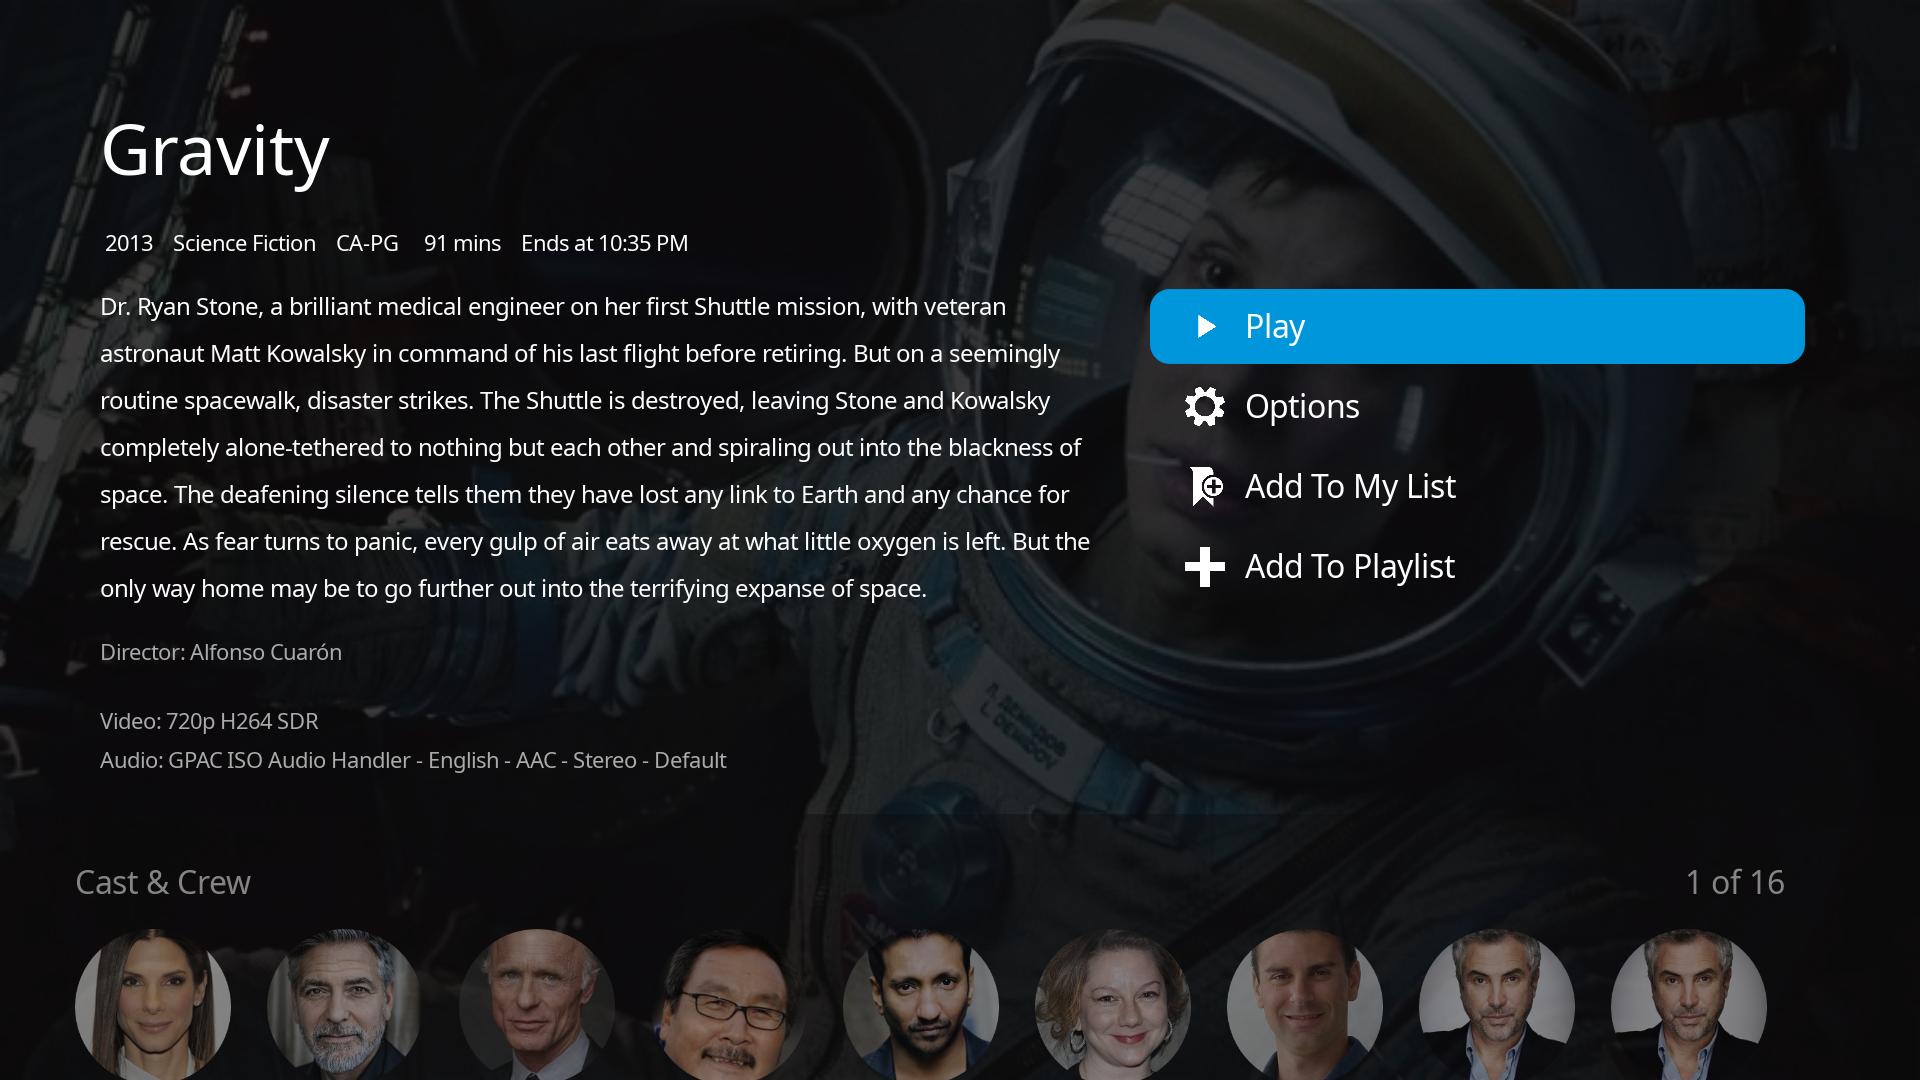 Gravity
2013 Science Fiction CA-PG 91 mins Ends at 10:35 PM
Dr. Ryan Stone, a brilliant medical engineer on her first Shuttle mission, with veteran
astronaut Matt Kowalsky in command of his last flight before retiring. But on a seemingly
routine spacewalk, disaster strikes. The Shuttle is destroyed, leaving Stone and Kowalsky
completely alone-tethered to nothing but each other and spiraling out into the blackness of
space. The deafening silence tells them they have lost any link to Earth and any chance for
rescue. As fear turns to panic, every gulp of air eats away at what little oxygen is left. But the
only way home may be to go further out into the terrifying expanse of space.
Director: Alfonso Cuarón
Video: 720p H264 SDR
Audio: GPAC ISO Audio Handler - English - AAC - Stereo - Default
Play
Options
Add To My List
Add To Playlist
Cast & Crew
1 of 16